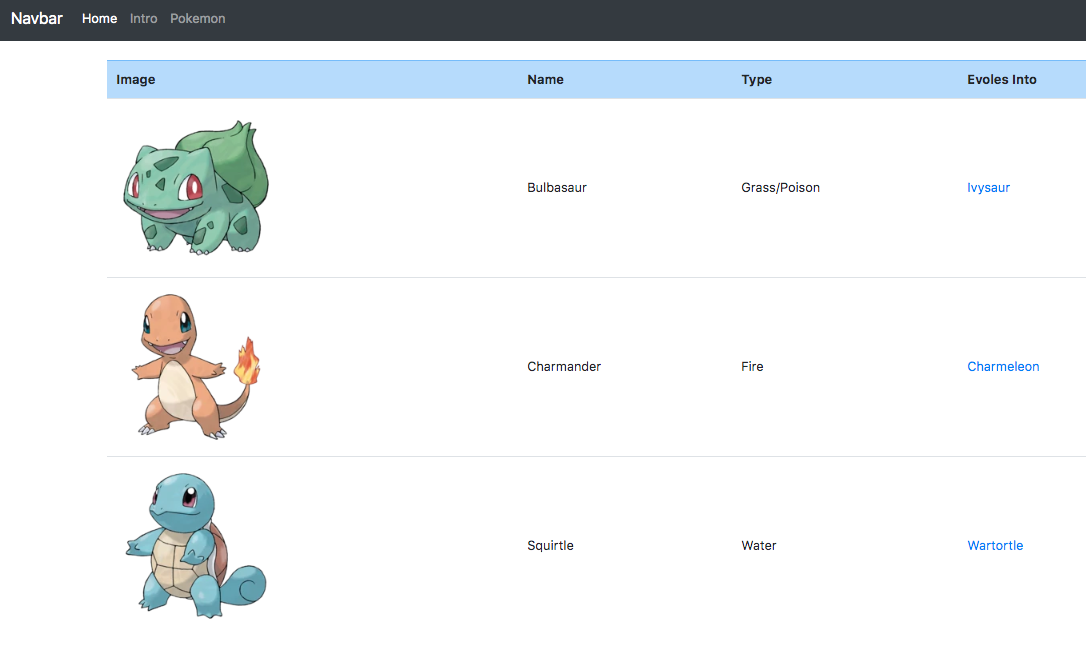 Navbar Home Intro Pokemon
Image Name Type Evoles Into
Bulbasaur Grass/Poison Ivysaur
Charmander Fire Charmeleon
Squirtle Water Wartortle